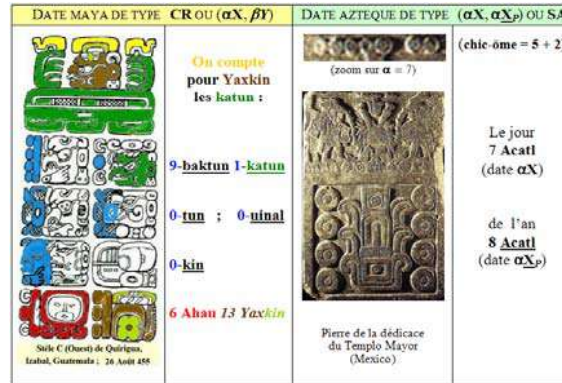 DATE MAYA DE TYPE CR OU (αX, βY)
On compte
pour Yaxkin
les katun :
9-baktun 1-katun
0-tun ; 0-uinal
0-kin
6 Ahau 13 Yaxkin
Stèle C (Ouest) de Quirigua,
Izabal, Guatemala ; 26 Août 455
DATE AZTEQUE DE TYPE (αX, αX_P) OU SA
(zoom sur α = 7)
Pierre de la dédicace
du Templo Mayor
(Mexico)
(chic-ōme = 5 + 2)
Le jour
7 Acatl
(date αX)
de l'an
8 Acatl
(date αX_P)